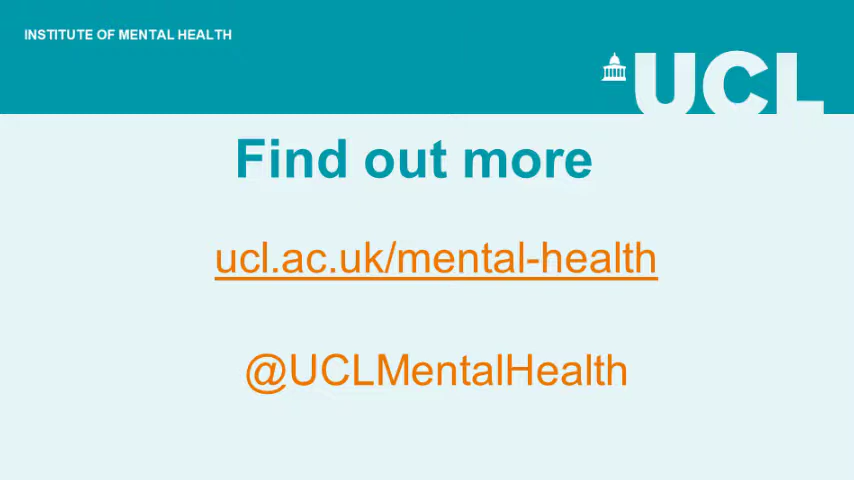 INSTITUTE OF MENTAL HEALTH
UCL
Find out more
ucl.ac.uk/mental-health
@UCLMentalHealth